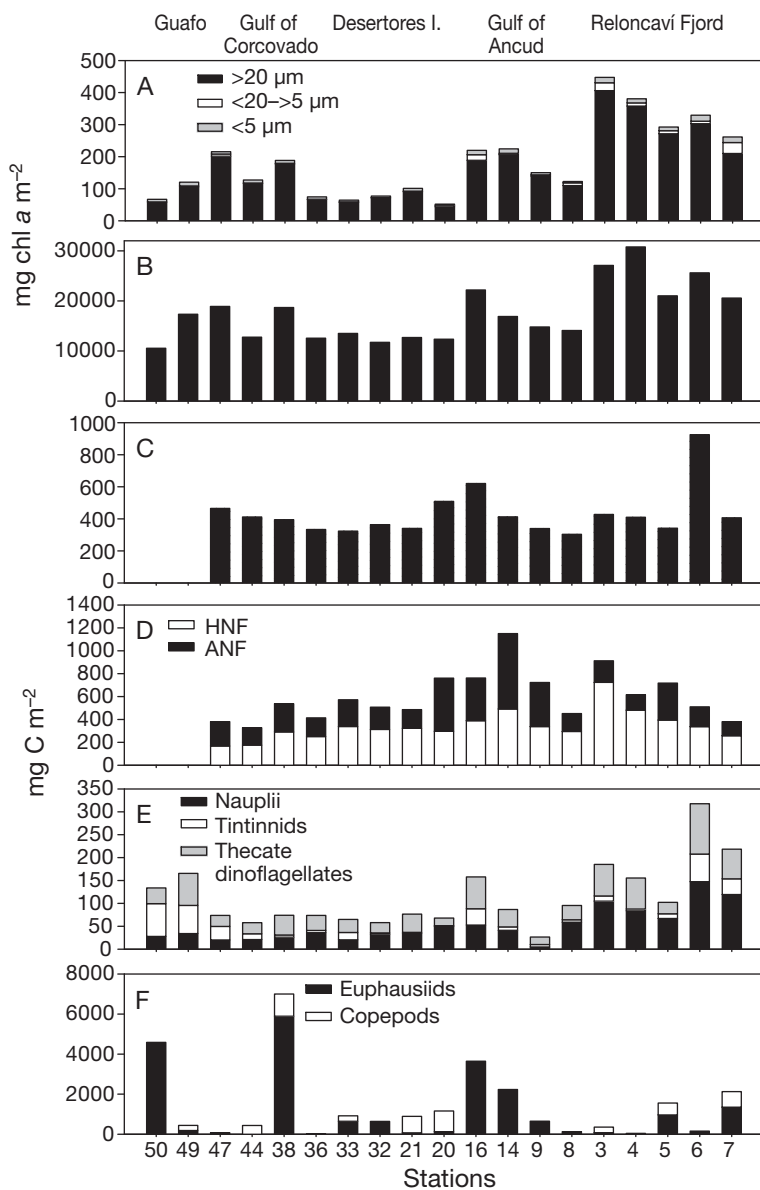 Guafo Gulf of Corcovado Desertores I. Gulf of Ancud Reloncaví Fjord
A
>20 µm
<20–>5 µm
<5 µm
500
400
300
200
100
0
mg chl a m–2
B
30000
20000
10000
0
C
1000
800
600
400
200
0
D
HNF
ANF
1400
1200
1000
800
600
400
200
0
mg C m–2
E
Nauplii
Tintinnids
Thecate
dinoflagellates
350
300
250
200
150
100
50
0
F
Euphausiids
Copepods
8000
6000
4000
2000
0
50 49 47 44 38 36 33 32 21 20 16 14 9 8 3 4 5 6 7
Stations